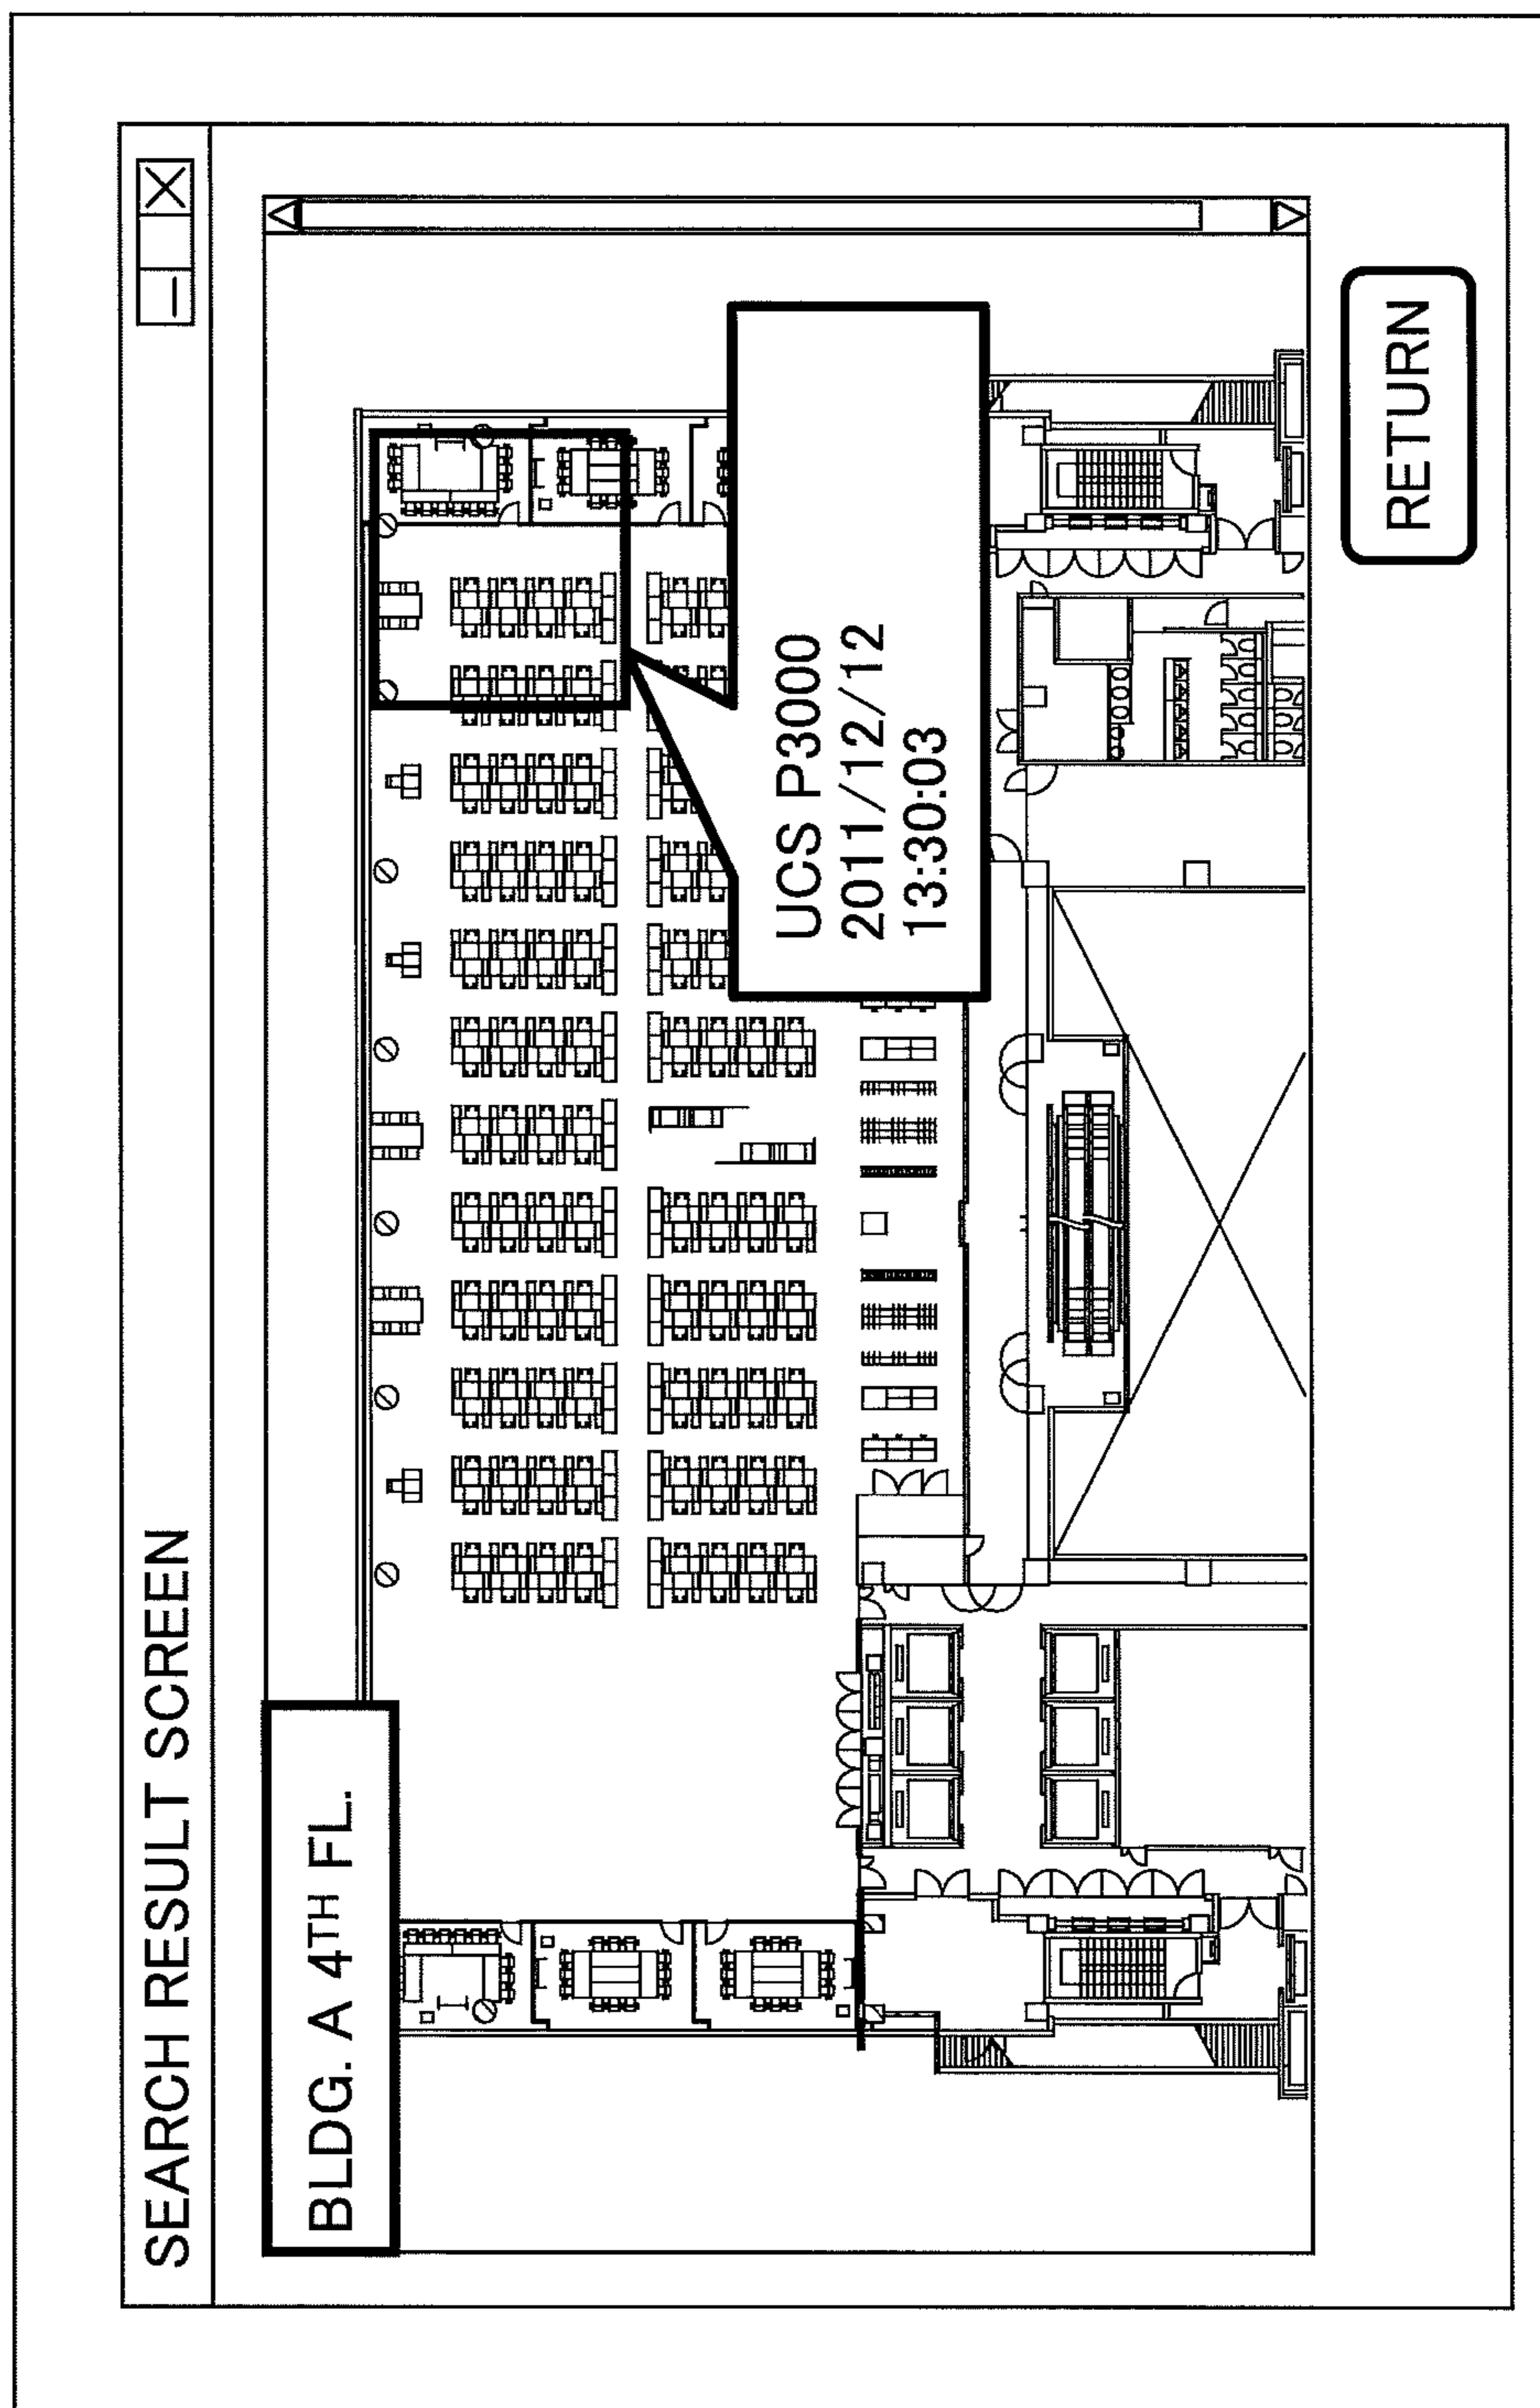 SEARCH RESULT SCREEN
BLDG. A 4TH FL.
UCS P3000
2011/12/12
13:30:03
RETURN